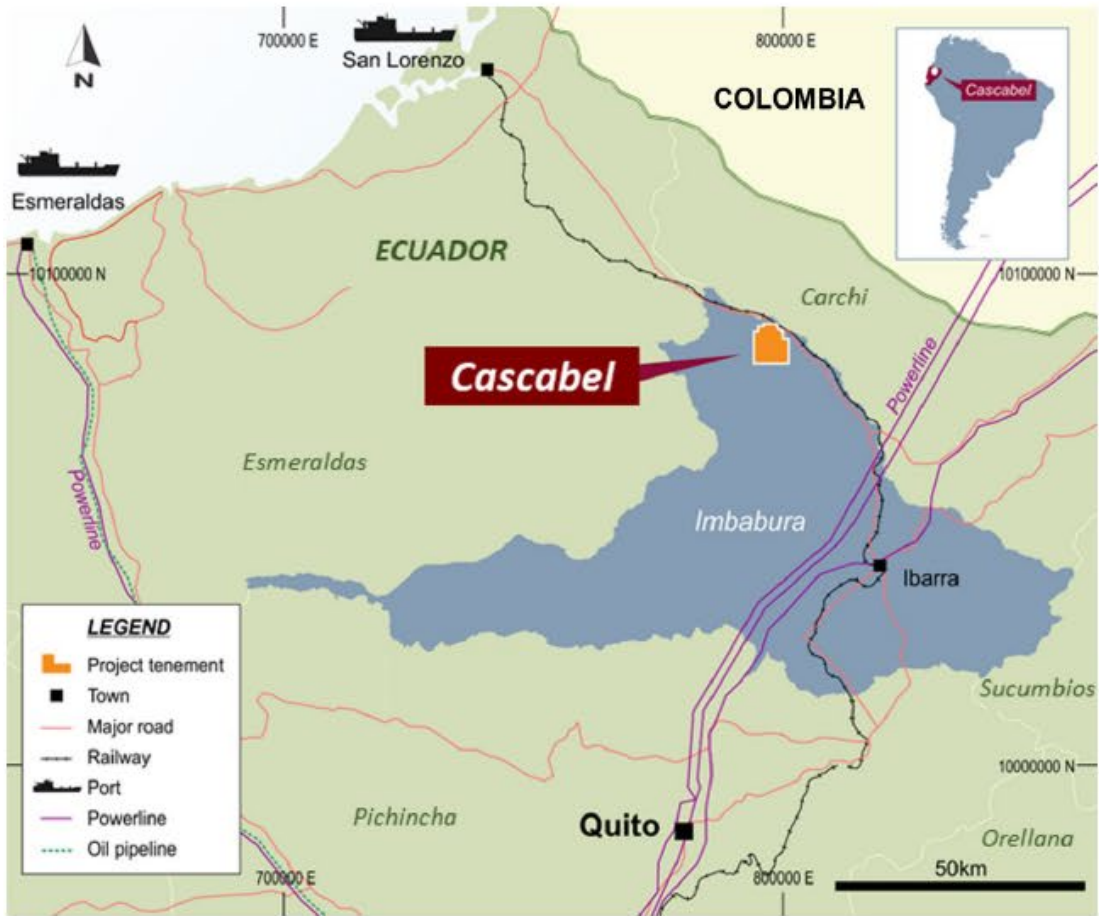 700000 E
800000 E
N
San Lorenzo
COLOMBIA
Cascabel
Esmeraldas
ECUADOR
10100000 N
10100000 N
Carchi
Cascabel
Powerline
Esmeraldas
Powerline
Imbabura
Ibarra
LEGEND
Project tenement
Town
Major road
Railway
Port
Powerline
Oil pipeline
Sucumbios
10000000 N
Pichincha
Quito
Orellana
50km
700000 E
800000 E